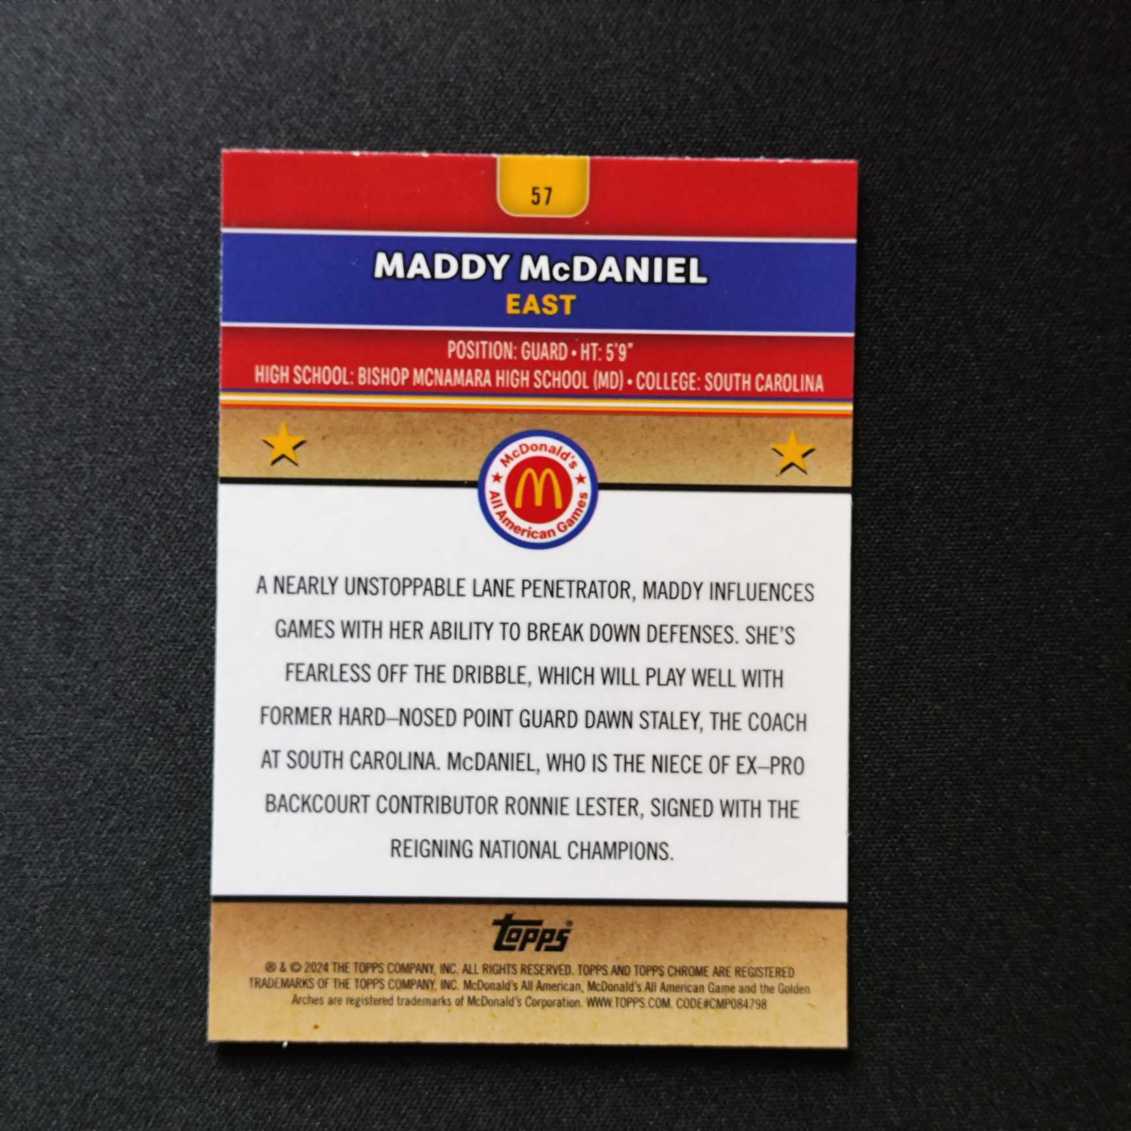 57
MADDY McDANIEL
EAST
POSITION: GUARD • HT: 5'9"
HIGH SCHOOL: BISHOP MCNAMARA HIGH SCHOOL (MD) • COLLEGE: SOUTH CAROLINA
McDonald's
All American Games
A NEARLY UNSTOPPABLE LANE PENETRATOR, MADDY INFLUENCES
GAMES WITH HER ABILITY TO BREAK DOWN DEFENSES. SHE'S
FEARLESS OFF THE DRIBBLE, WHICH WILL PLAY WELL WITH
FORMER HARD–NOSED POINT GUARD DAWN STALEY, THE COACH
AT SOUTH CAROLINA. McDANIEL, WHO IS THE NIECE OF EX–PRO
BACKCOURT CONTRIBUTOR RONNIE LESTER, SIGNED WITH THE
REIGNING NATIONAL CHAMPIONS.
Topps®
® & © 2024 THE TOPPS COMPANY, INC. ALL RIGHTS RESERVED. TOPPS AND TOPPS CHROME ARE REGISTERED
TRADEMARKS OF THE TOPPS COMPANY, INC. McDonald's All American, McDonald's All American Game and the Golden
Arches are registered trademarks of McDonald's Corporation. WWW.TOPPS.COM. CODE#CMP084798